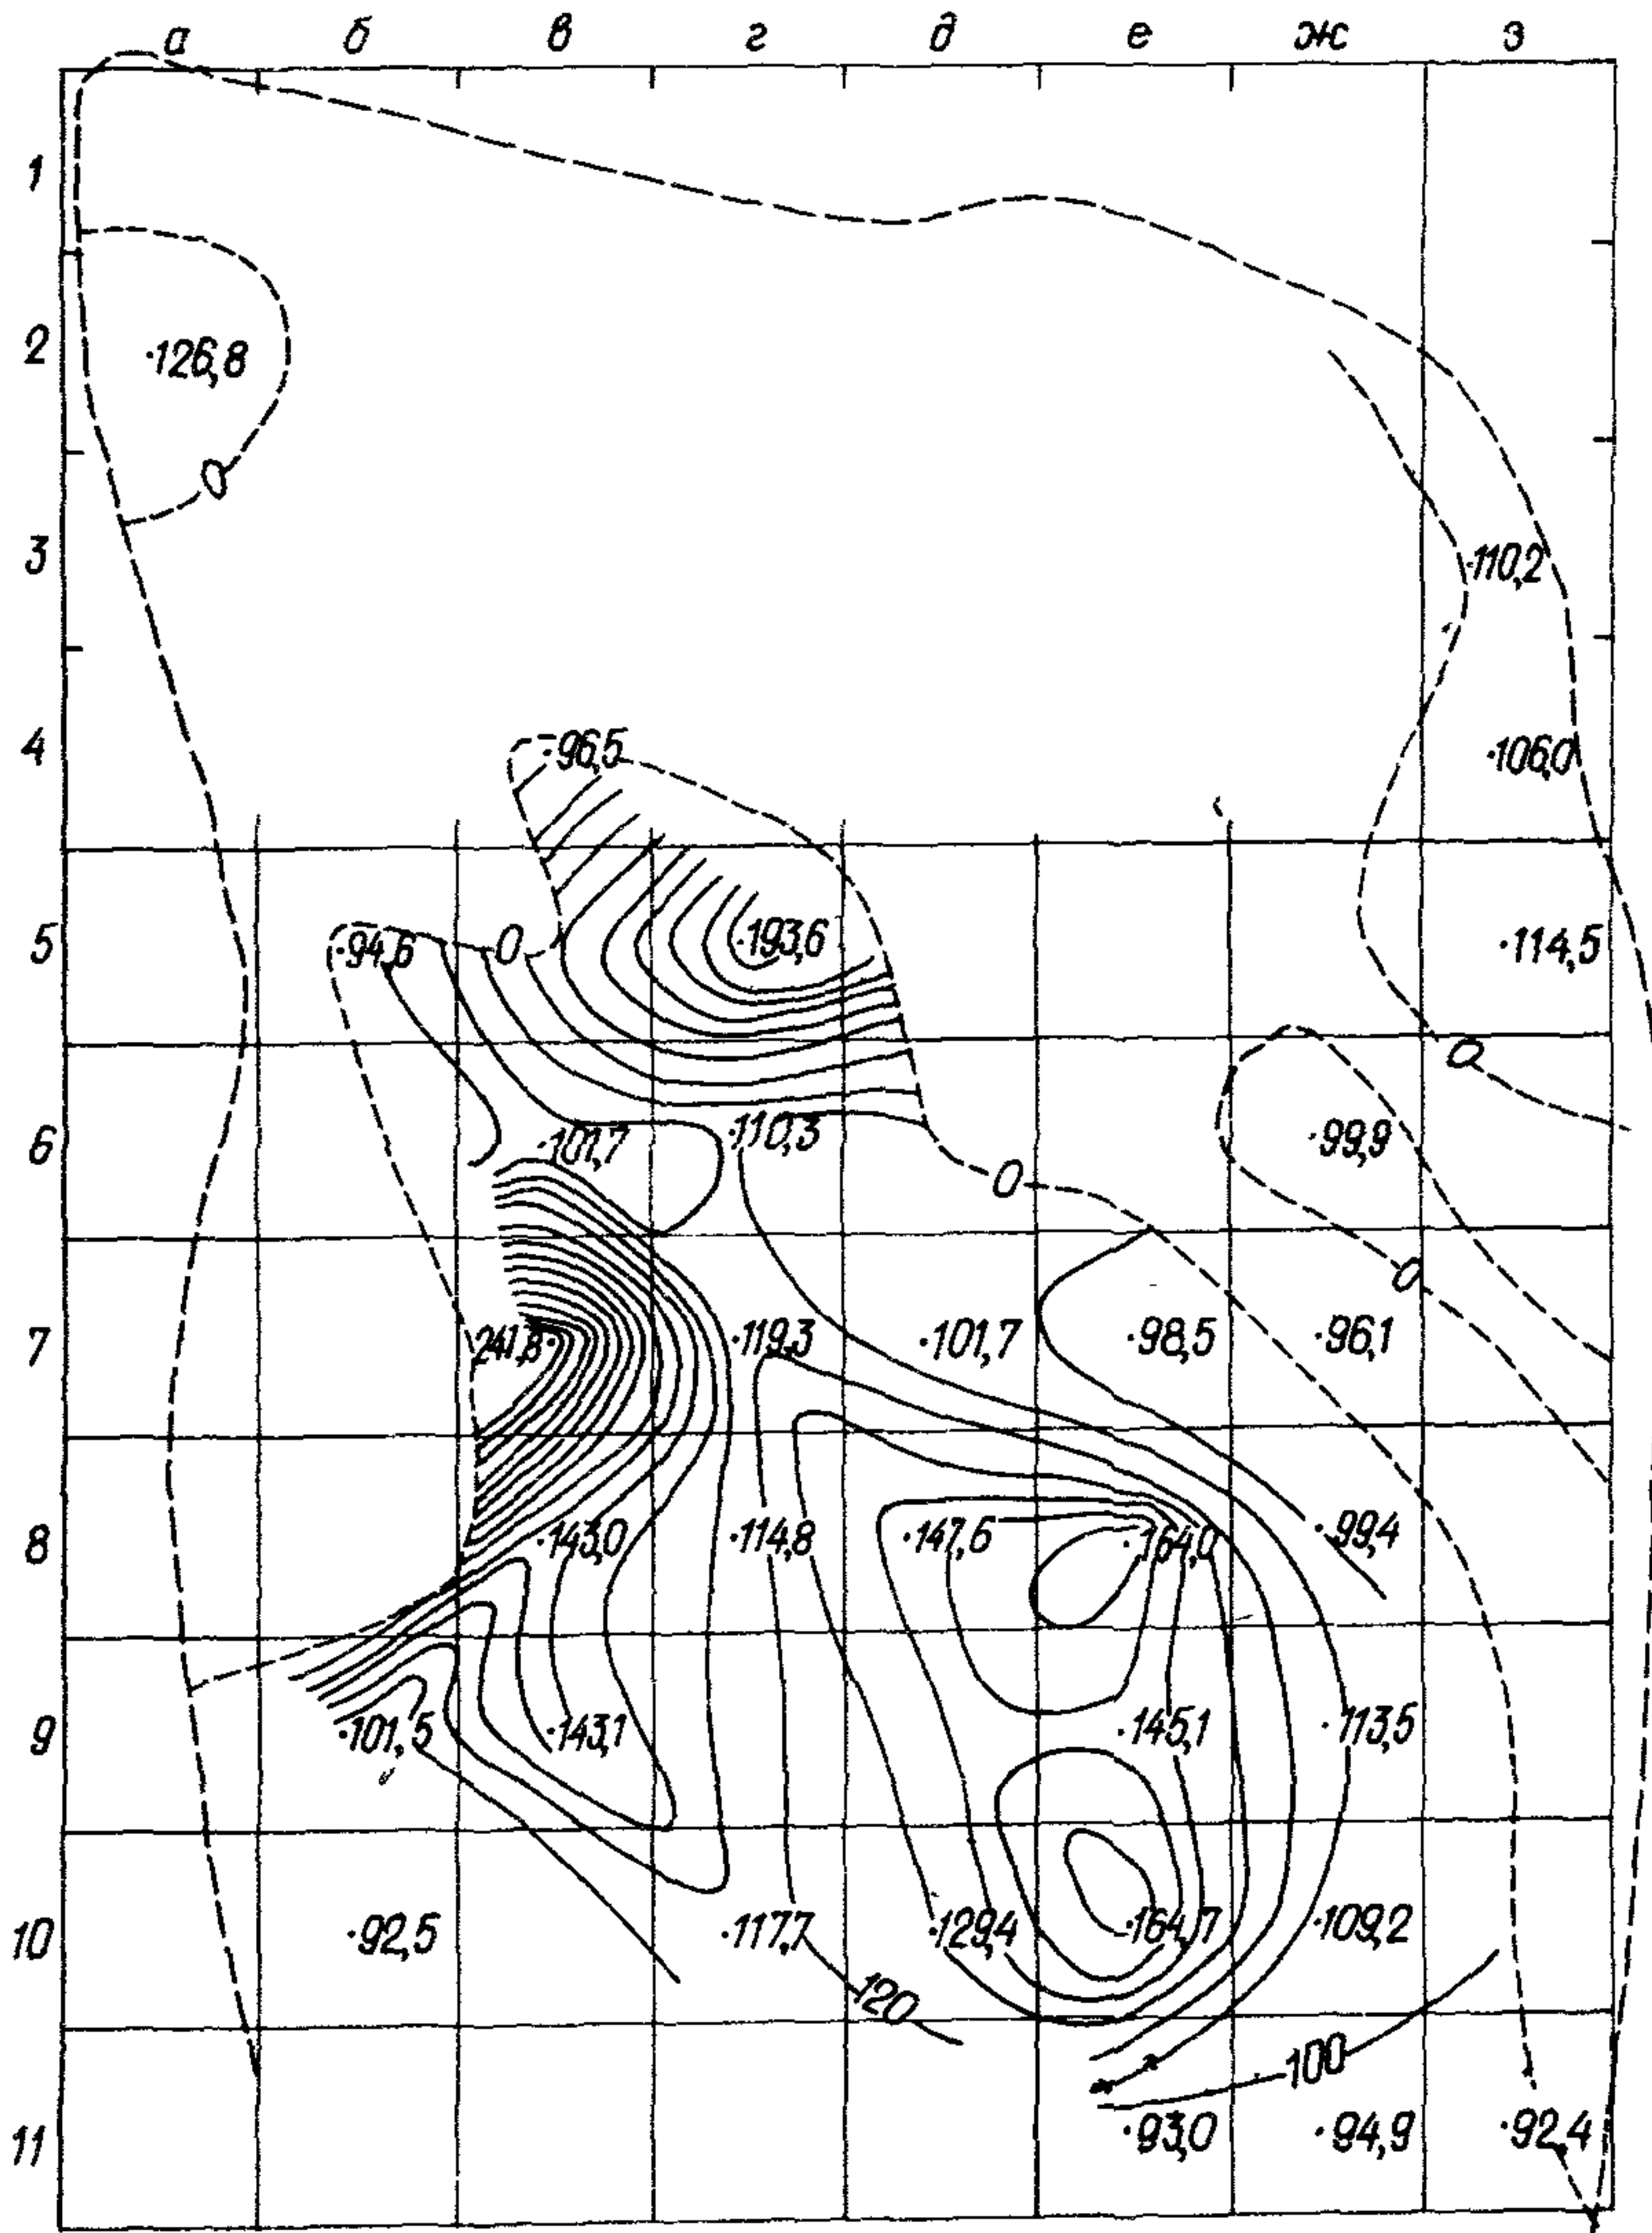 а б в г д е ж з
1
2 ·126,8
0
3 ·110,2
4 ·96,5 ·106,0
5 ·94,6 0 ·193,6 ·114,5
0
6 ·101,7 ·110,3 ·99,9
0
0
7 241,8· ·119,3 ·101,7 ·98,5 ·96,1
8 ·143,0 ·114,8 ·147,6 ·164,0 ·99,4
9 ·101,5 ·143,1 ·145,1 ·113,5
10 ·92,5 ·117,7 ·129,4 ·164,7 ·109,2
120
100
11 ·93,0 ·94,9 ·92,4